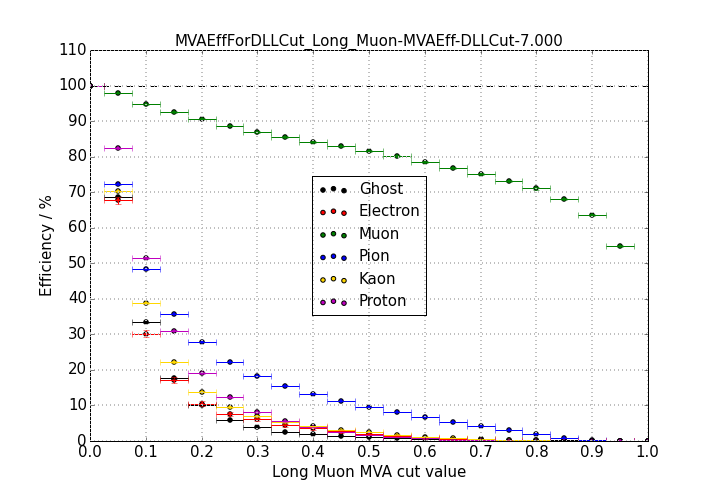 MVAEffForDLLCut_Long_Muon-MVAEff-DLLCut-7.000
110
100
90
80
70
60
50
40
30
20
10
0
Efficiency / %
Ghost
Electron
Muon
Pion
Kaon
Proton
0.0 0.1 0.2 0.3 0.4 0.5 0.6 0.7 0.8 0.9 1.0
Long Muon MVA cut value